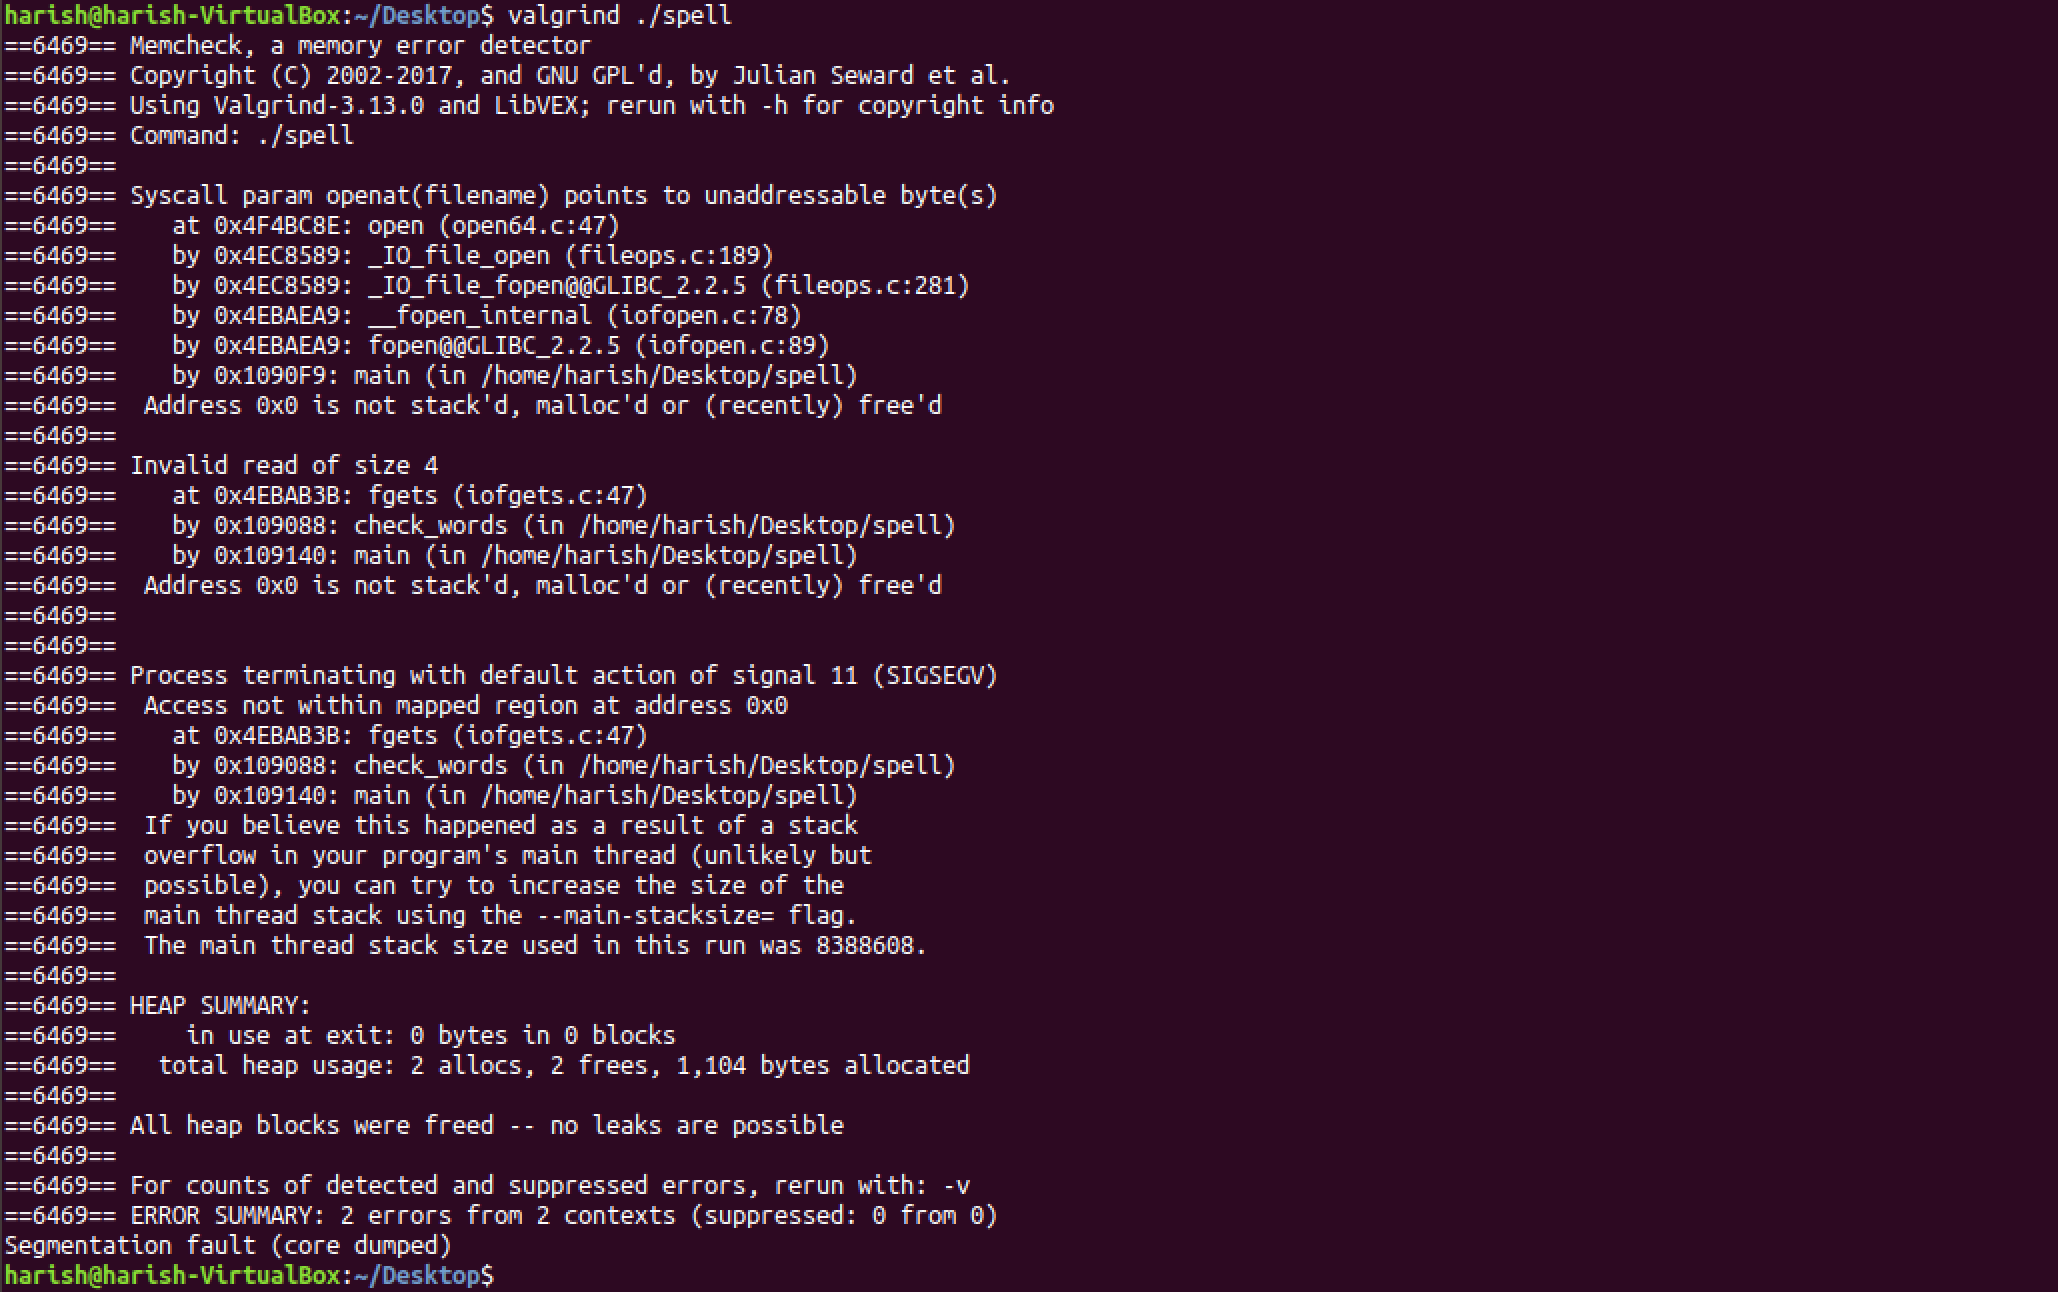 harish@harish-VirtualBox:~/Desktop$ valgrind ./spell
==6469== Memcheck, a memory error detector
==6469== Copyright (C) 2002-2017, and GNU GPL'd, by Julian Seward et al.
==6469== Using Valgrind-3.13.0 and LibVEX; rerun with -h for copyright info
==6469== Command: ./spell
==6469==
==6469== Syscall param openat(filename) points to unaddressable byte(s)
==6469==    at 0x4F4BC8E: open (open64.c:47)
==6469==    by 0x4EC8589: _IO_file_open (fileops.c:189)
==6469==    by 0x4EC8589: _IO_file_fopen@@GLIBC_2.2.5 (fileops.c:281)
==6469==    by 0x4EBAEA9: __fopen_internal (iofopen.c:78)
==6469==    by 0x4EBAEA9: fopen@@GLIBC_2.2.5 (iofopen.c:89)
==6469==    by 0x1090F9: main (in /home/harish/Desktop/spell)
==6469==  Address 0x0 is not stack'd, malloc'd or (recently) free'd
==6469==
==6469== Invalid read of size 4
==6469==    at 0x4EBAB3B: fgets (iofgets.c:47)
==6469==    by 0x109088: check_words (in /home/harish/Desktop/spell)
==6469==    by 0x109140: main (in /home/harish/Desktop/spell)
==6469==  Address 0x0 is not stack'd, malloc'd or (recently) free'd
==6469==
==6469==
==6469== Process terminating with default action of signal 11 (SIGSEGV)
==6469==  Access not within mapped region at address 0x0
==6469==    at 0x4EBAB3B: fgets (iofgets.c:47)
==6469==    by 0x109088: check_words (in /home/harish/Desktop/spell)
==6469==    by 0x109140: main (in /home/harish/Desktop/spell)
==6469==  If you believe this happened as a result of a stack
==6469==  overflow in your program's main thread (unlikely but
==6469==  possible), you can try to increase the size of the
==6469==  main thread stack using the --main-stacksize= flag.
==6469==  The main thread stack size used in this run was 8388608.
==6469==
==6469== HEAP SUMMARY:
==6469==     in use at exit: 0 bytes in 0 blocks
==6469==   total heap usage: 2 allocs, 2 frees, 1,104 bytes allocated
==6469==
==6469== All heap blocks were freed -- no leaks are possible
==6469==
==6469== For counts of detected and suppressed errors, rerun with: -v
==6469== ERROR SUMMARY: 2 errors from 2 contexts (suppressed: 0 from 0)
Segmentation fault (core dumped)
harish@harish-VirtualBox:~/Desktop$